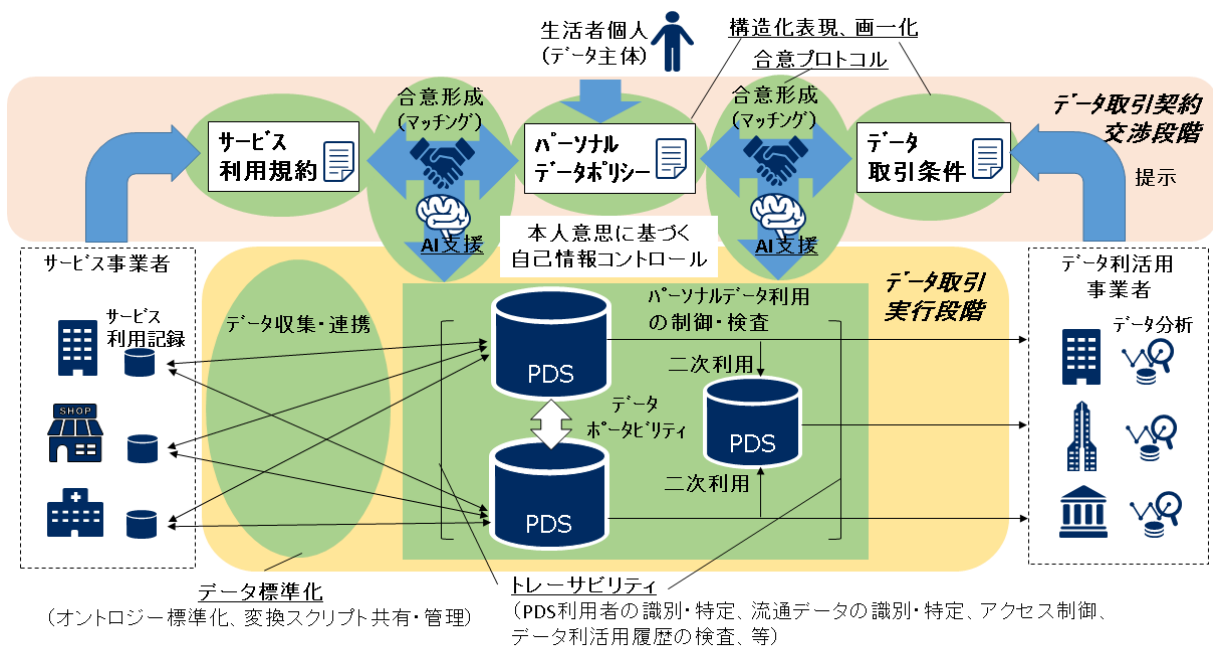 生活者個人
(データ主体)
構造化表現、画一化
合意プロトコル
データ取引契約
交渉段階
合意形成
(マッチング)
合意形成
(マッチング)
サービス
利用規約
パーソナル
データポリシー
データ
取引条件
提示
AI支援
AI支援
本人意思に基づく
自己情報コントロール
サービス事業者
データ利活用
事業者
データ取引
実行段階
サービス
利用記録
データ収集・連携
パーソナルデータ利用
の制御・検査
データ分析
PDS
二次利用
SHOP
データ
ポータビリティ
PDS
二次利用
PDS
データ標準化
(オントロジー標準化、変換スクリプト共有・管理)
トレーサビリティ
(PDS利用者の識別・特定、流通データの識別・特定、アクセス制御、
データ利活用履歴の検査、等)